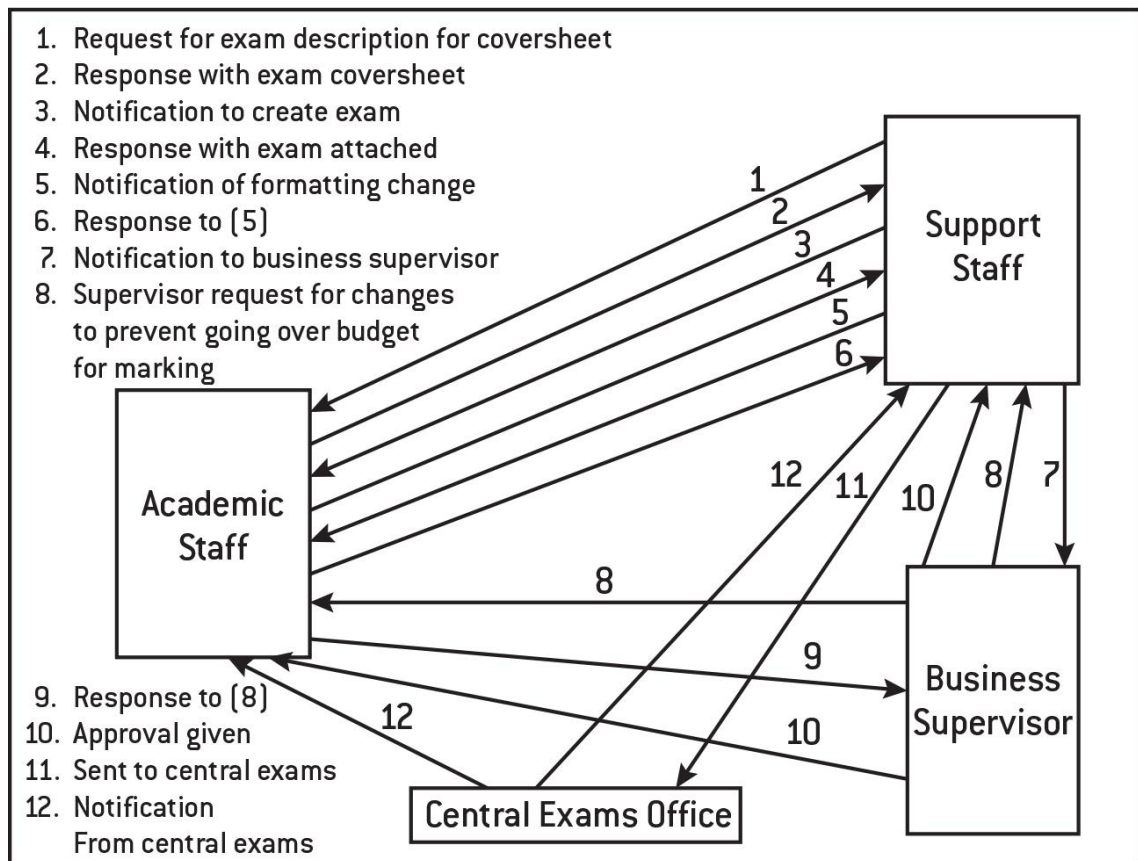 1. Request for exam description for coversheet
2. Response with exam coversheet
3. Notification to create exam
4. Response with exam attached
5. Notification of formatting change
6. Response to (5)
7. Notification to business supervisor
8. Supervisor request for changes
to prevent going over budget
for marking
Support
Staff
1
2
3
4
5
6
Academic
Staff
12
11
10
8
7
8
9
10
12
Business
Supervisor
9. Response to (8)
10. Approval given
11. Sent to central exams
12. Notification
From central exams
Central Exams Office